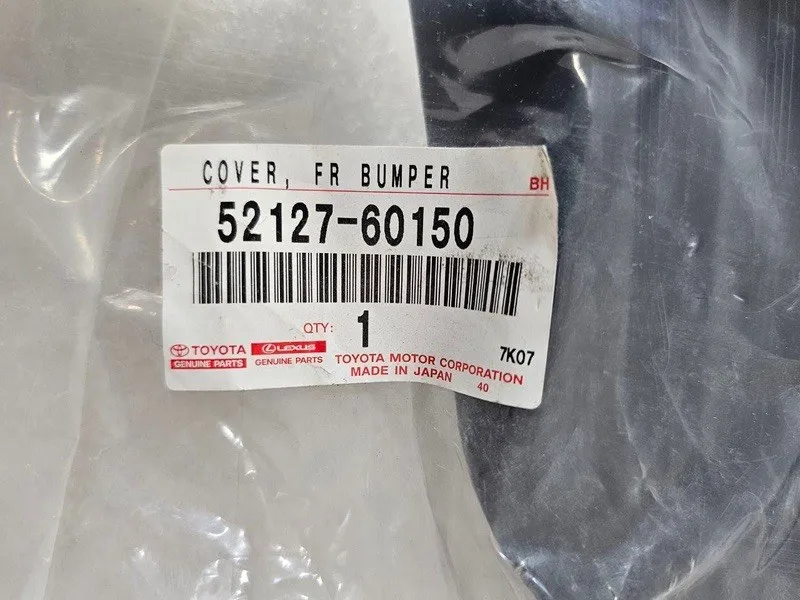 COVER, FR BUMPER BH
52127-60150
QTY: 1
7K07
TOYOTA LEXUS
GENUINE PARTS GENUINE PARTS
TOYOTA MOTOR CORPORATION
MADE IN JAPAN 40